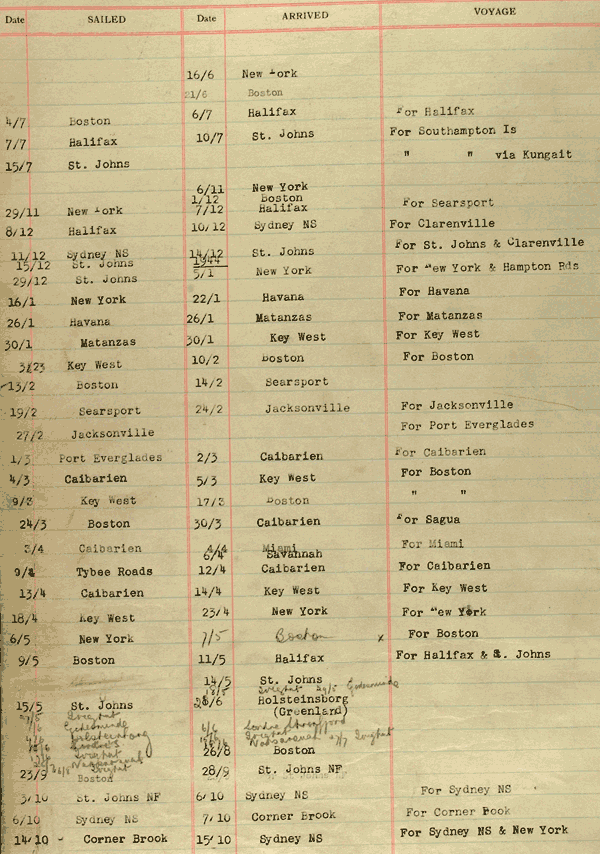 Date SAILED Date ARRIVED VOYAGE
16/6 New York
21/6 Boston
4/7 Boston 6/7 Halifax For Halifax
7/7 Halifax 10/7 St. Johns For Southampton Is
15/7 St. Johns " " via Kungait
6/11 New York
1/12 Boston
29/11 New York 7/12 Halifax For Searsport
8/12 Halifax 10/12 Sydney NS For Clarenville
11/12 Sydney NS 14/12 St. Johns For St. Johns & Clarenville
15/12 St. Johns 1944
29/12 St. Johns 5/1 New York For New York & Hampton Rds
16/1 New York 22/1 Havana For Havana
26/1 Havana 26/1 Matanzas For Matanzas
30/1 Matanzas 30/1 Key West For Key West
Key West 10/2 Boston For Boston
13/2 Boston 14/2 Searsport
19/2 Searsport 24/2 Jacksonville For Jacksonville
27/2 Jacksonville For Port Everglades
1/3 Port Everglades 2/3 Caibarien For Caibarien
4/3 Caibarien 5/3 Key West For Boston
9/3 Key West 17/3 Boston " "
24/3 Boston 30/3 Caibarien For Sagua
3/4 Caibarien 4/4 Miami For Miami
6/4 Savannah
Tybee Roads 12/4 Caibarien For Caibarien
13/4 Caibarien 14/4 Key West For Key West
18/4 Key West 23/4 New York For New York
6/5 New York 7/5 Boston x For Boston
9/5 Boston 11/5 Halifax For Halifax & St. Johns
14/5 St. Johns
15/5 St. Johns Holsteinsborg
(Greenland)
26/8 Boston
23/9 Boston 28/9 St. Johns NF
3/10 St. Johns NF 6/10 Sydney NS For Sydney NS
6/10 Sydney NS 7/10 Corner Brook For Corner Book
14/10 - Corner Brook 15/10 Sydney NS For Sydney NS & New York